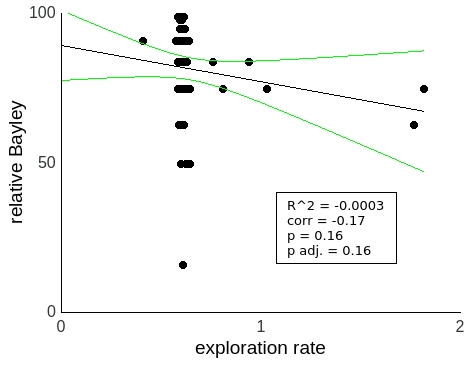 100
50
0
relative Bayley
R^2 = -0.0003
corr = -0.17
p = 0.16
p adj. = 0.16
0
1
2
exploration rate